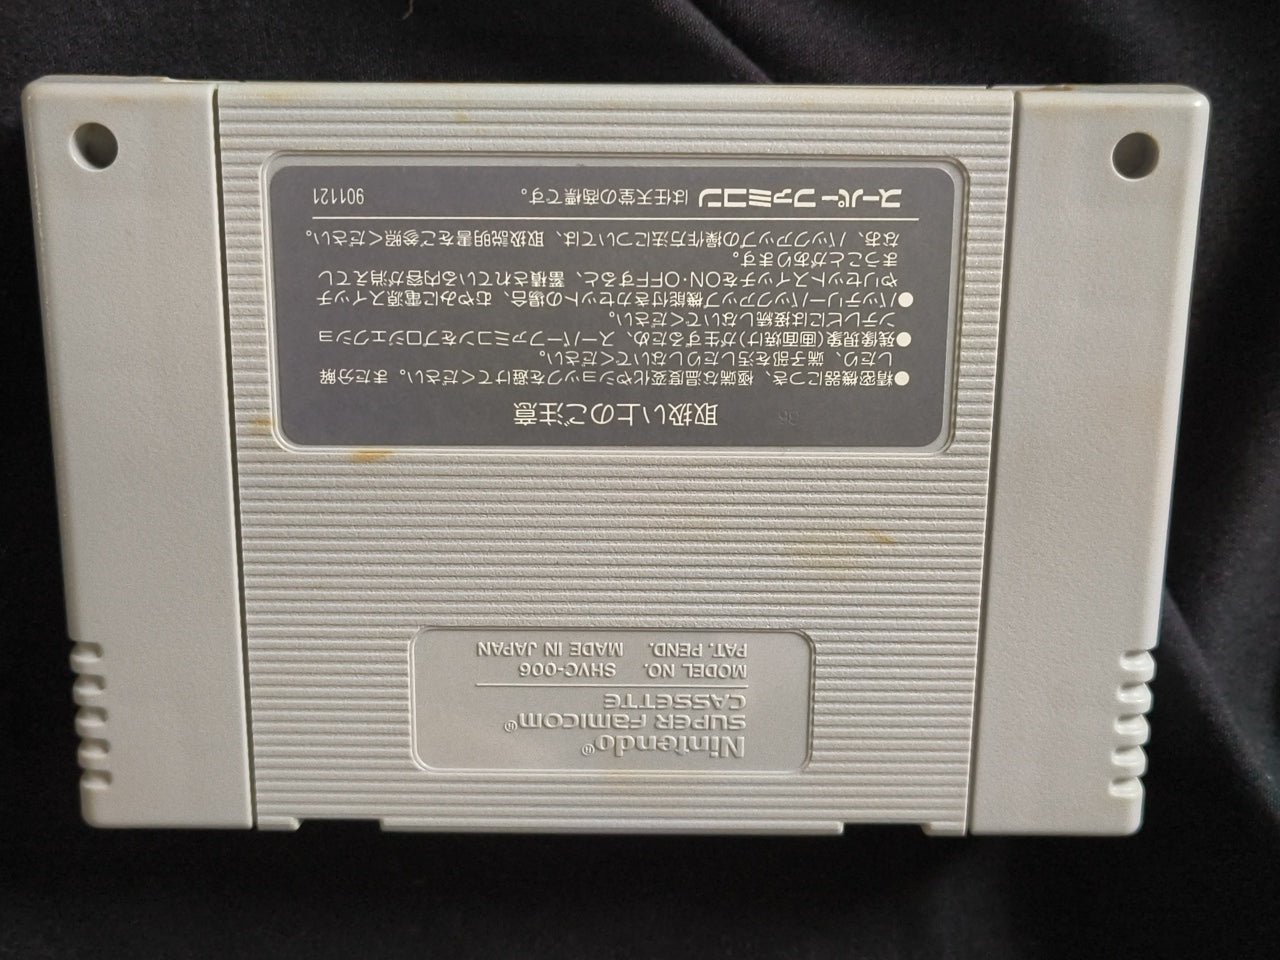 Nintendo®
SUPER FAMICOM®
CASSETTE
MODEL NO. SHVC-006
PAT. PEND. MADE IN JAPAN
取扱い上のご注意
36
●精密機器につき、極端な温度変化やショックを避けてください。また分解
したり、端子部を汚したりしないでください。
●残像現象(画面焼け)が生ずるため、スーパーファミコンをプロジェクショ
ンテレビには接続しないでください。
●バッテリーバックアップ機能付きカセットの場合、むやみに電源スイッチ
やリセットスイッチをON・OFFすると、蓄積されている内容が消えてし
まうことがあります。
なお、バックアップの操作方法については、取扱説明書をご参照ください。
スーパーファミコン は任天堂の商標です。 901121